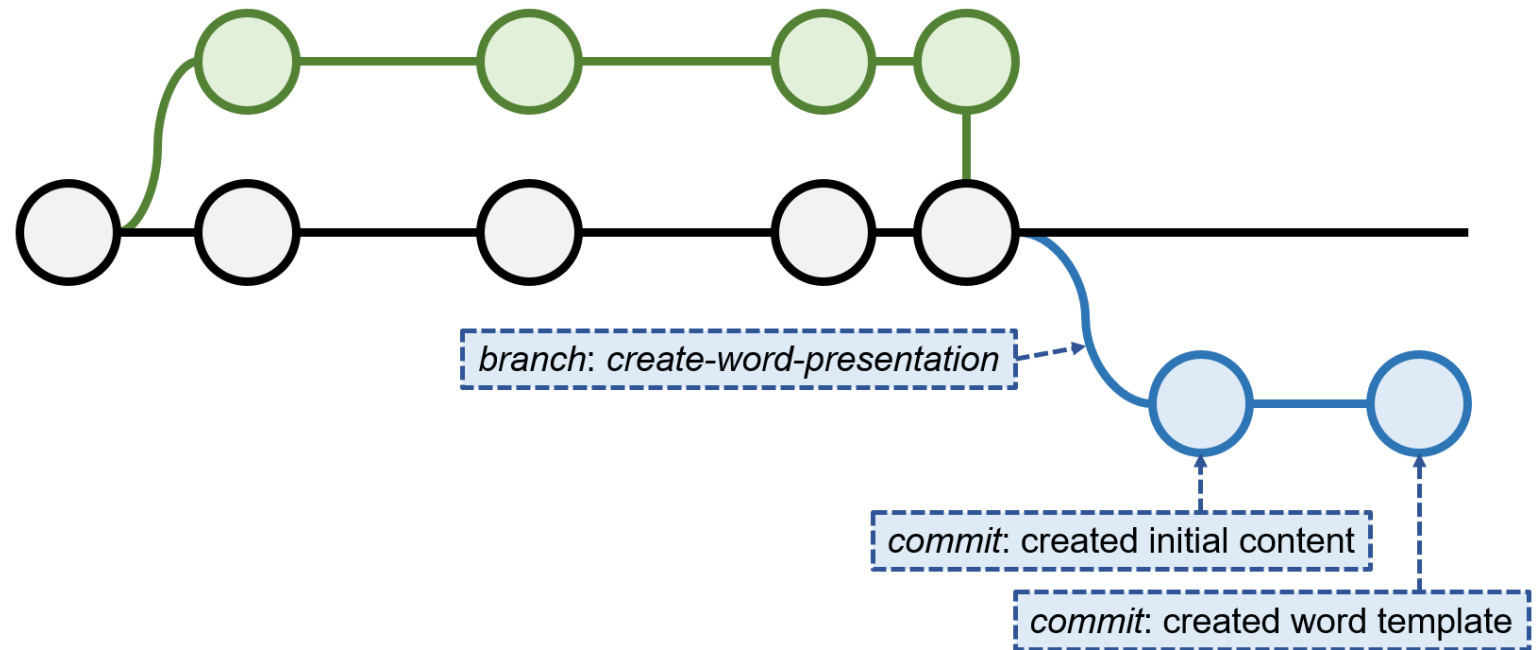 branch: create-word-presentation
commit: created initial content
commit: created word template